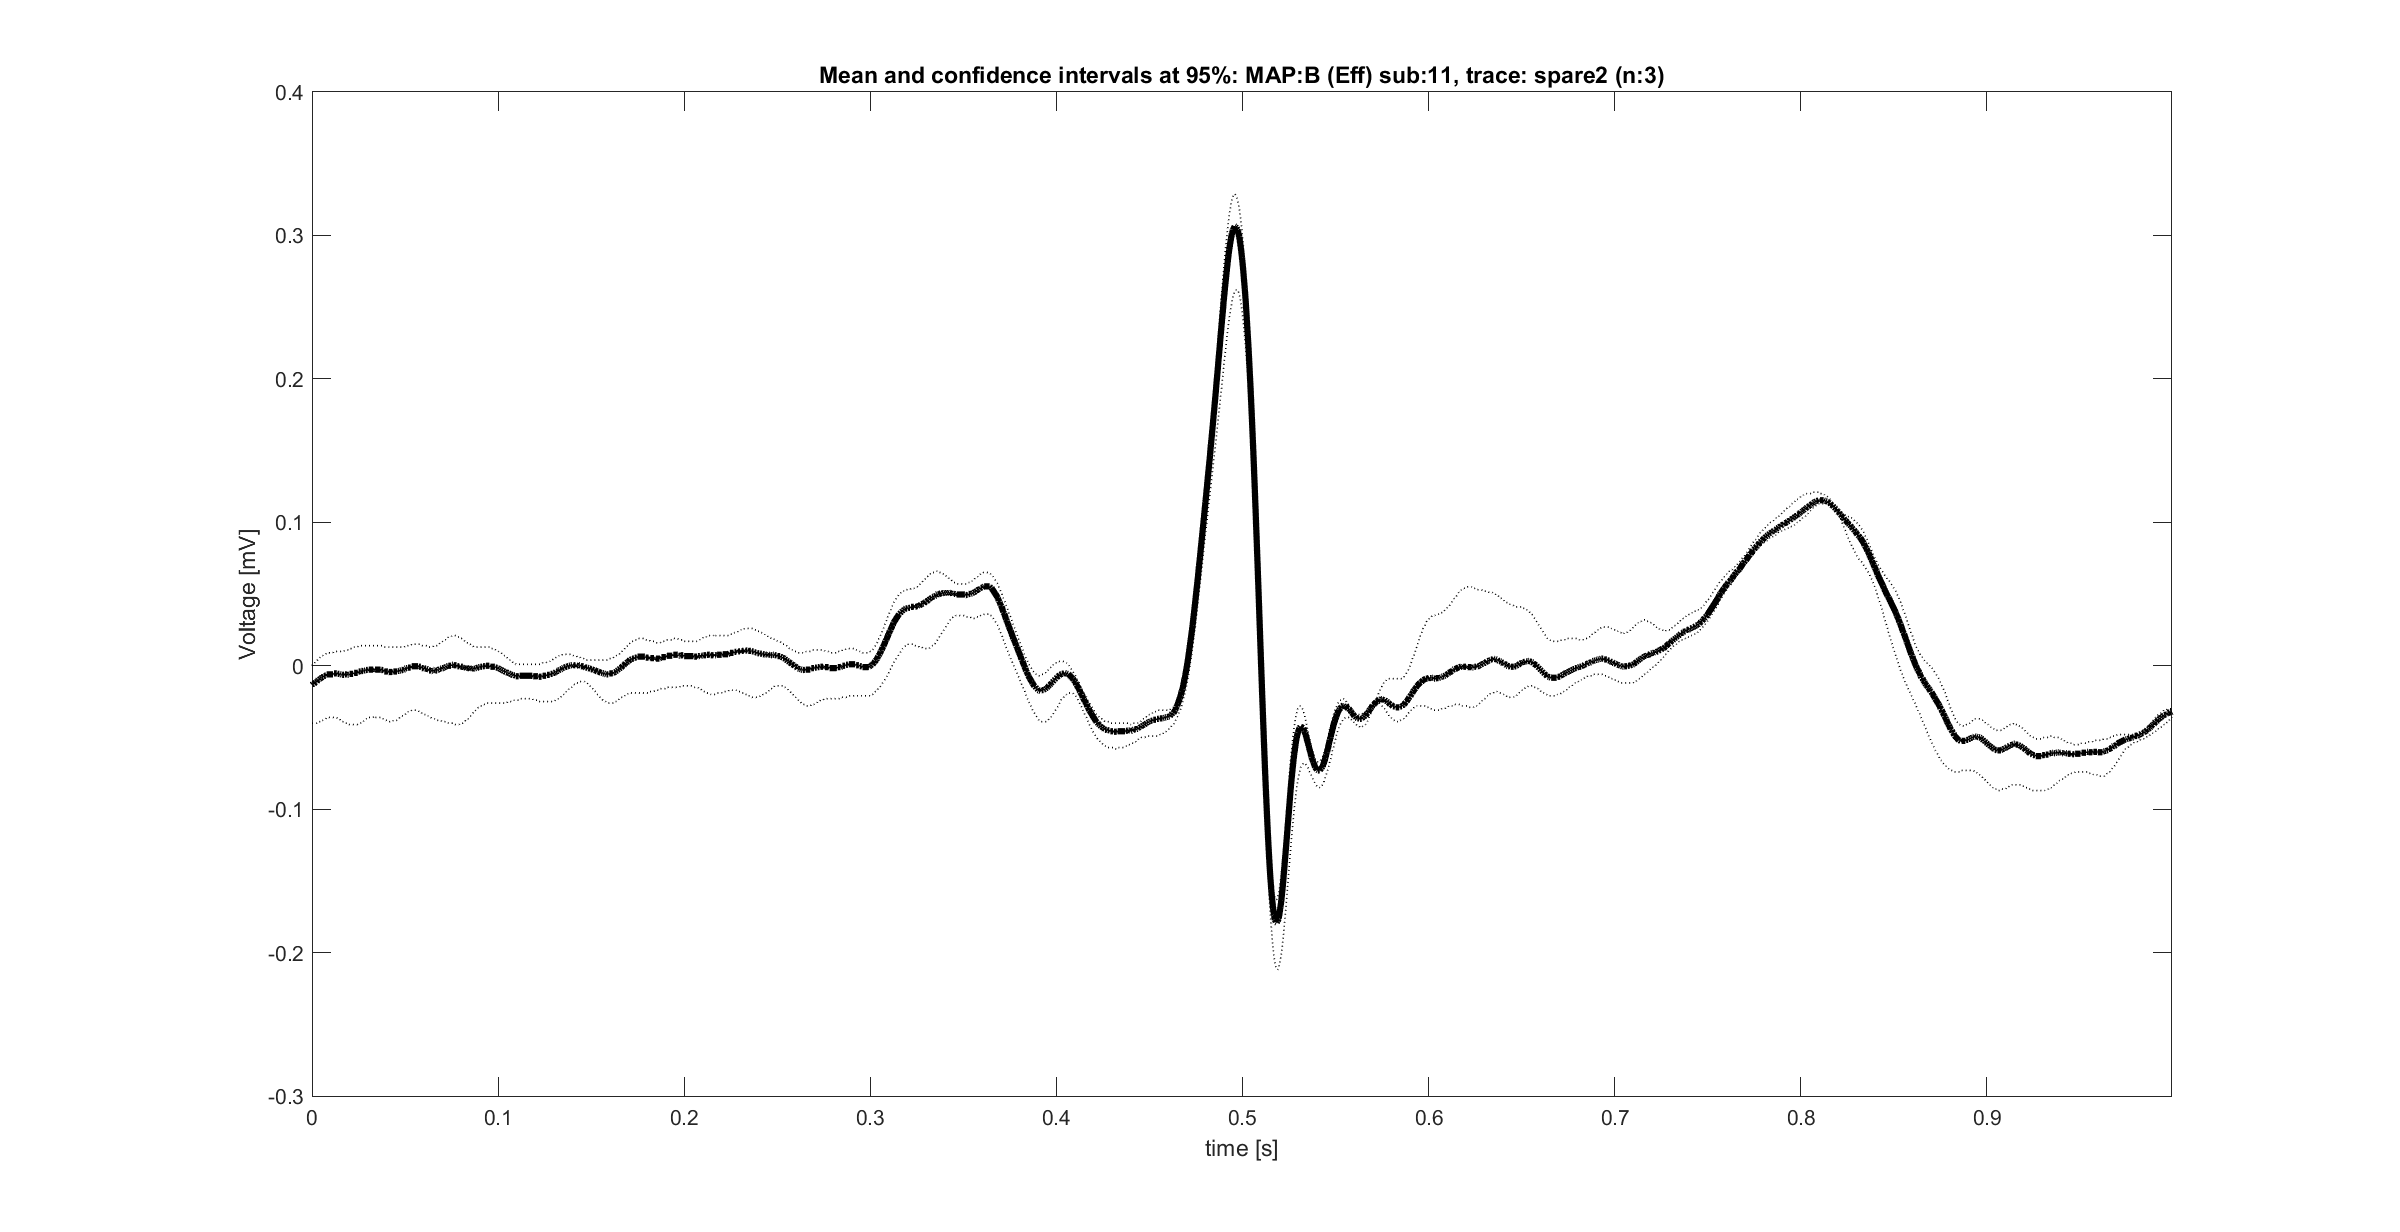 Mean and confidence intervals at 95%: MAP:B (Eff) sub:11, trace: spare2 (n:3)
0.4
0.3
0.2
0.1
0
-0.1
-0.2
-0.3
Voltage [mV]
0 0.1 0.2 0.3 0.4 0.5 0.6 0.7 0.8 0.9
time [s]